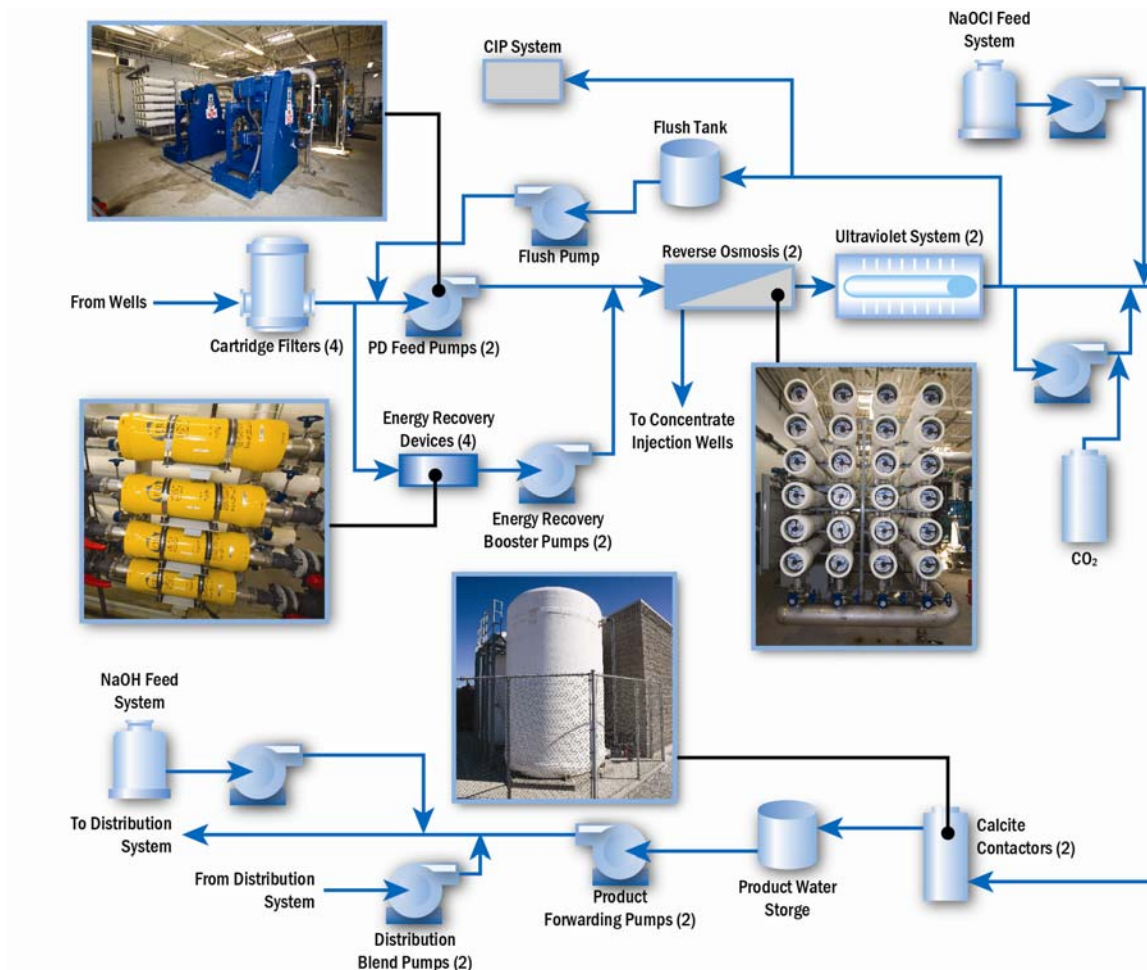 CIP System
NaOCl Feed
System
Flush Tank
Flush Pump
Reverse Osmosis (2)
Ultraviolet System (2)
From Wells
Cartridge Filters (4)
PD Feed Pumps (2)
To Concentrate
Injection Wells
Energy Recovery
Devices (4)
Energy Recovery
Booster Pumps (2)
CO₂
NaOH Feed
System
To Distribution
System
From Distribution
System
Distribution
Blend Pumps (2)
Product
Forwarding Pumps (2)
Product Water
Storge
Calcite
Contactors (2)